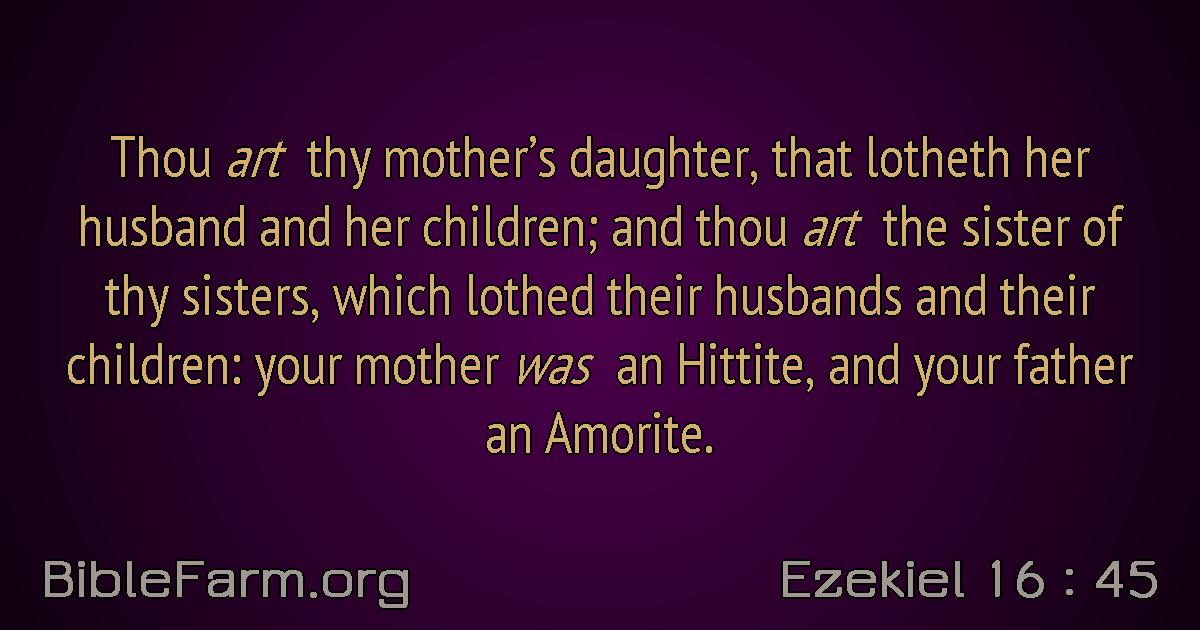 Thou art thy mother’s daughter, that lotheth her
husband and her children; and thou art the sister of
thy sisters, which lothed their husbands and their
children: your mother was an Hittite, and your father
an Amorite.
BibleFarm.org
Ezekiel 16 : 45